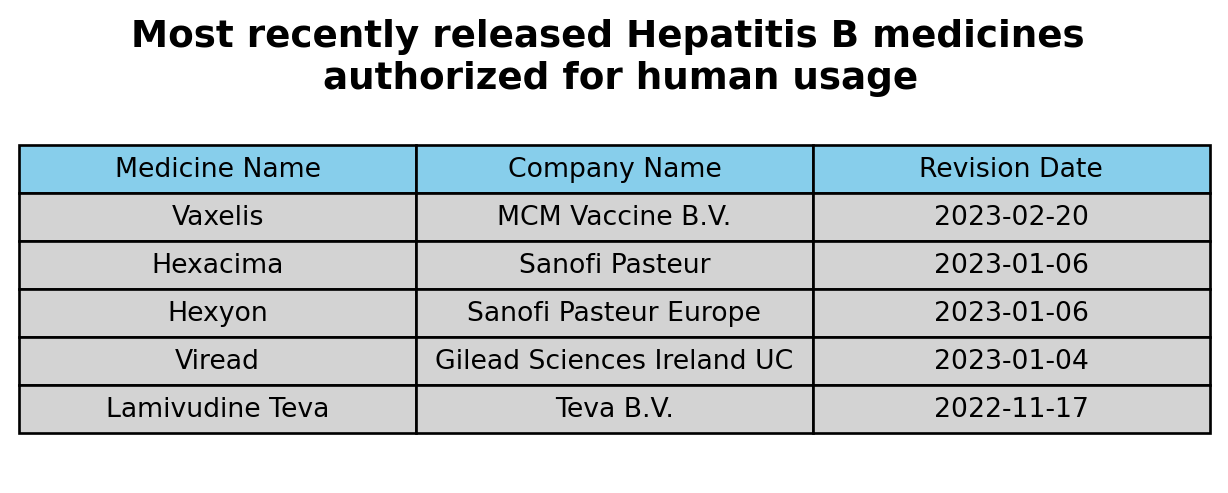 Most recently released Hepatitis B medicines
authorized for human usage
Medicine Name Company Name Revision Date
Vaxelis MCM Vaccine B.V. 2023-02-20
Hexacima Sanofi Pasteur 2023-01-06
Hexyon Sanofi Pasteur Europe 2023-01-06
Viread Gilead Sciences Ireland UC 2023-01-04
Lamivudine Teva Teva B.V. 2022-11-17